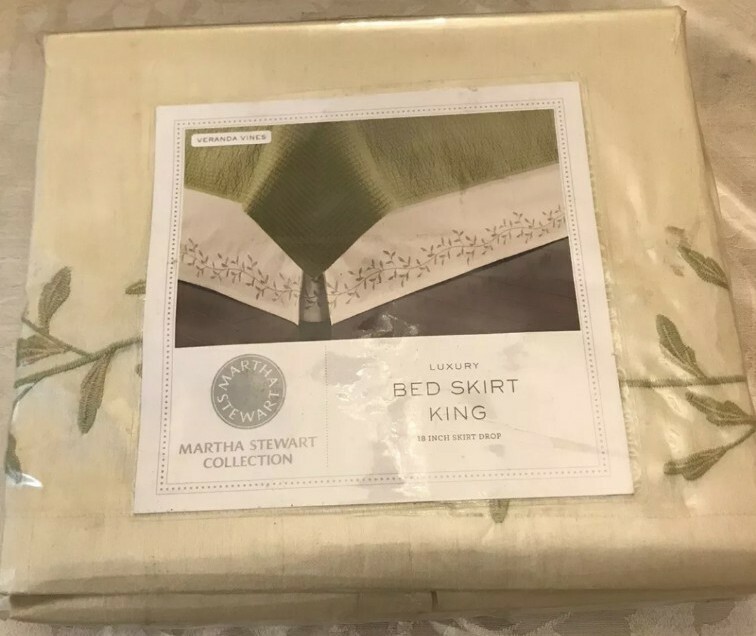 VERANDA VINES
MARTHA
STEWART
MARTHA STEWART
COLLECTION
LUXURY
BED SKIRT
KING
18 INCH SKIRT DROP